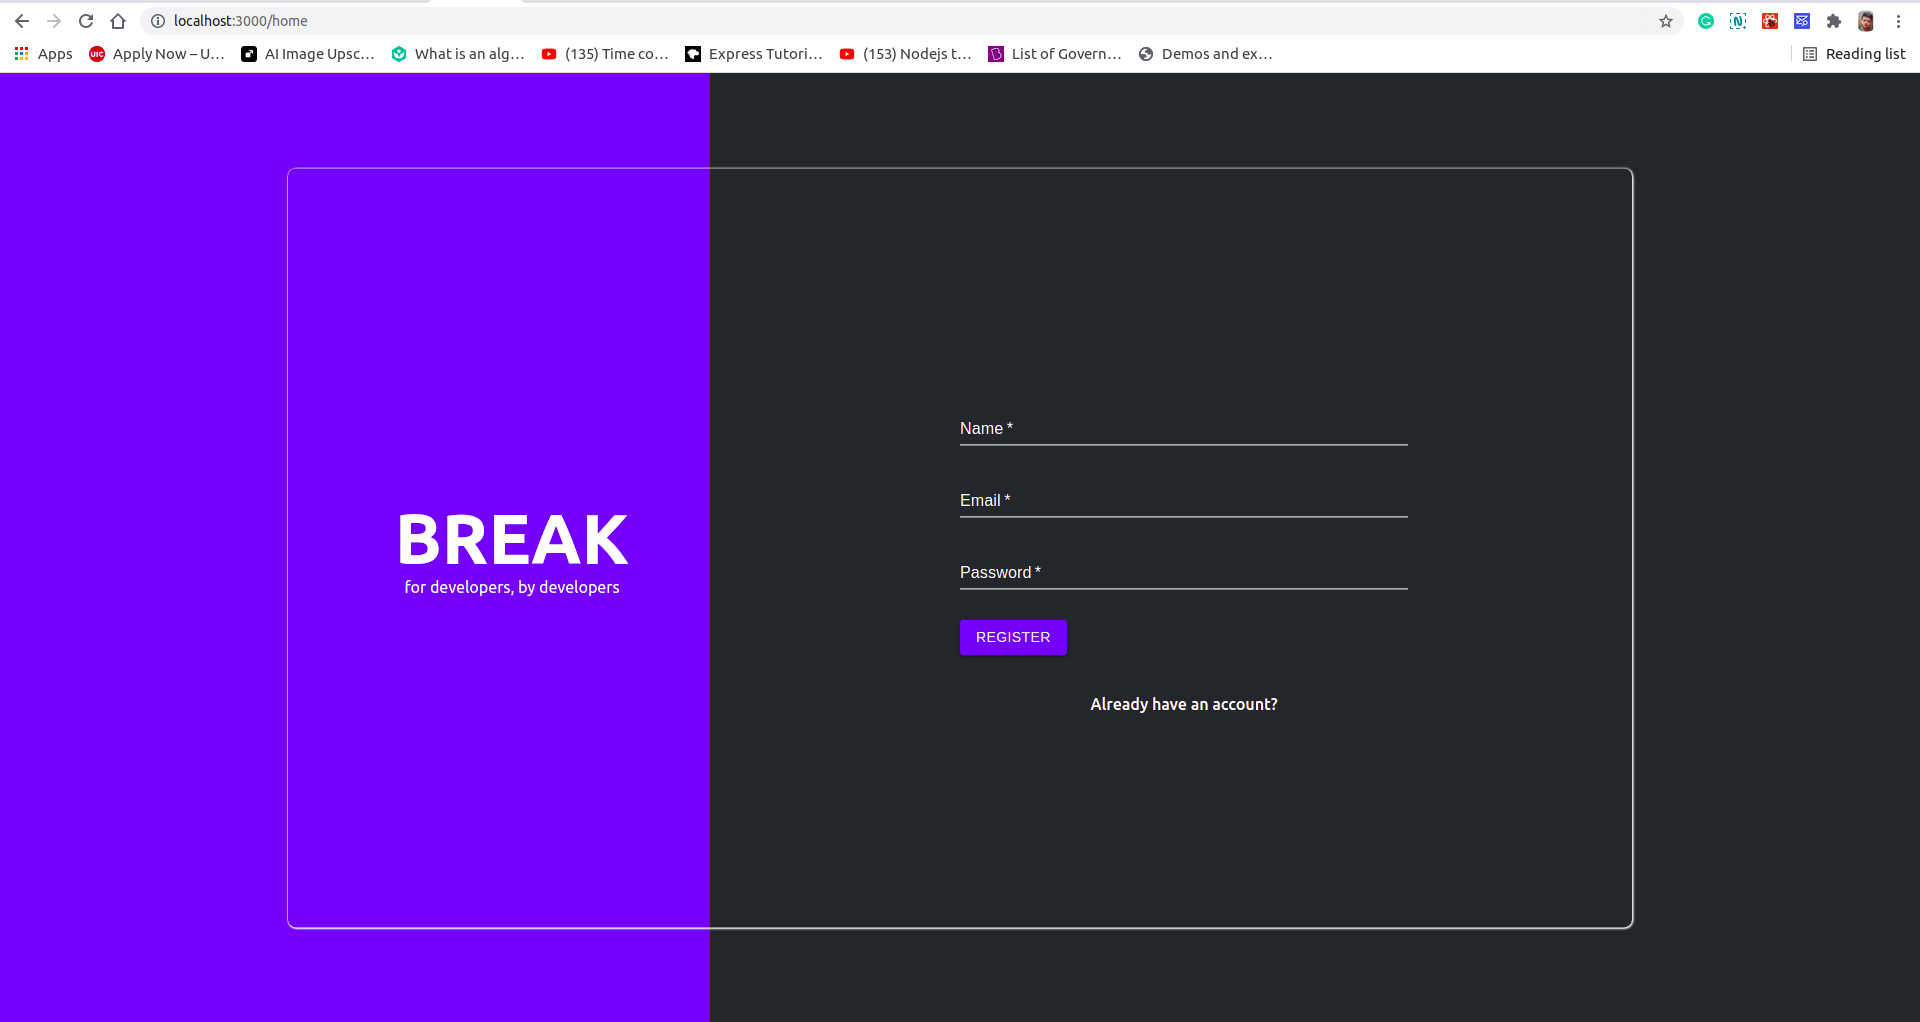 localhost:3000/home
Apps
Apply Now – U...
AI Image Upsc...
What is an alg...
(135) Time co...
Express Tutori...
(153) Nodejs t...
List of Govern...
Demos and ex...
Reading list
BREAK
for developers, by developers
Name *
Email *
Password *
REGISTER
Already have an account?